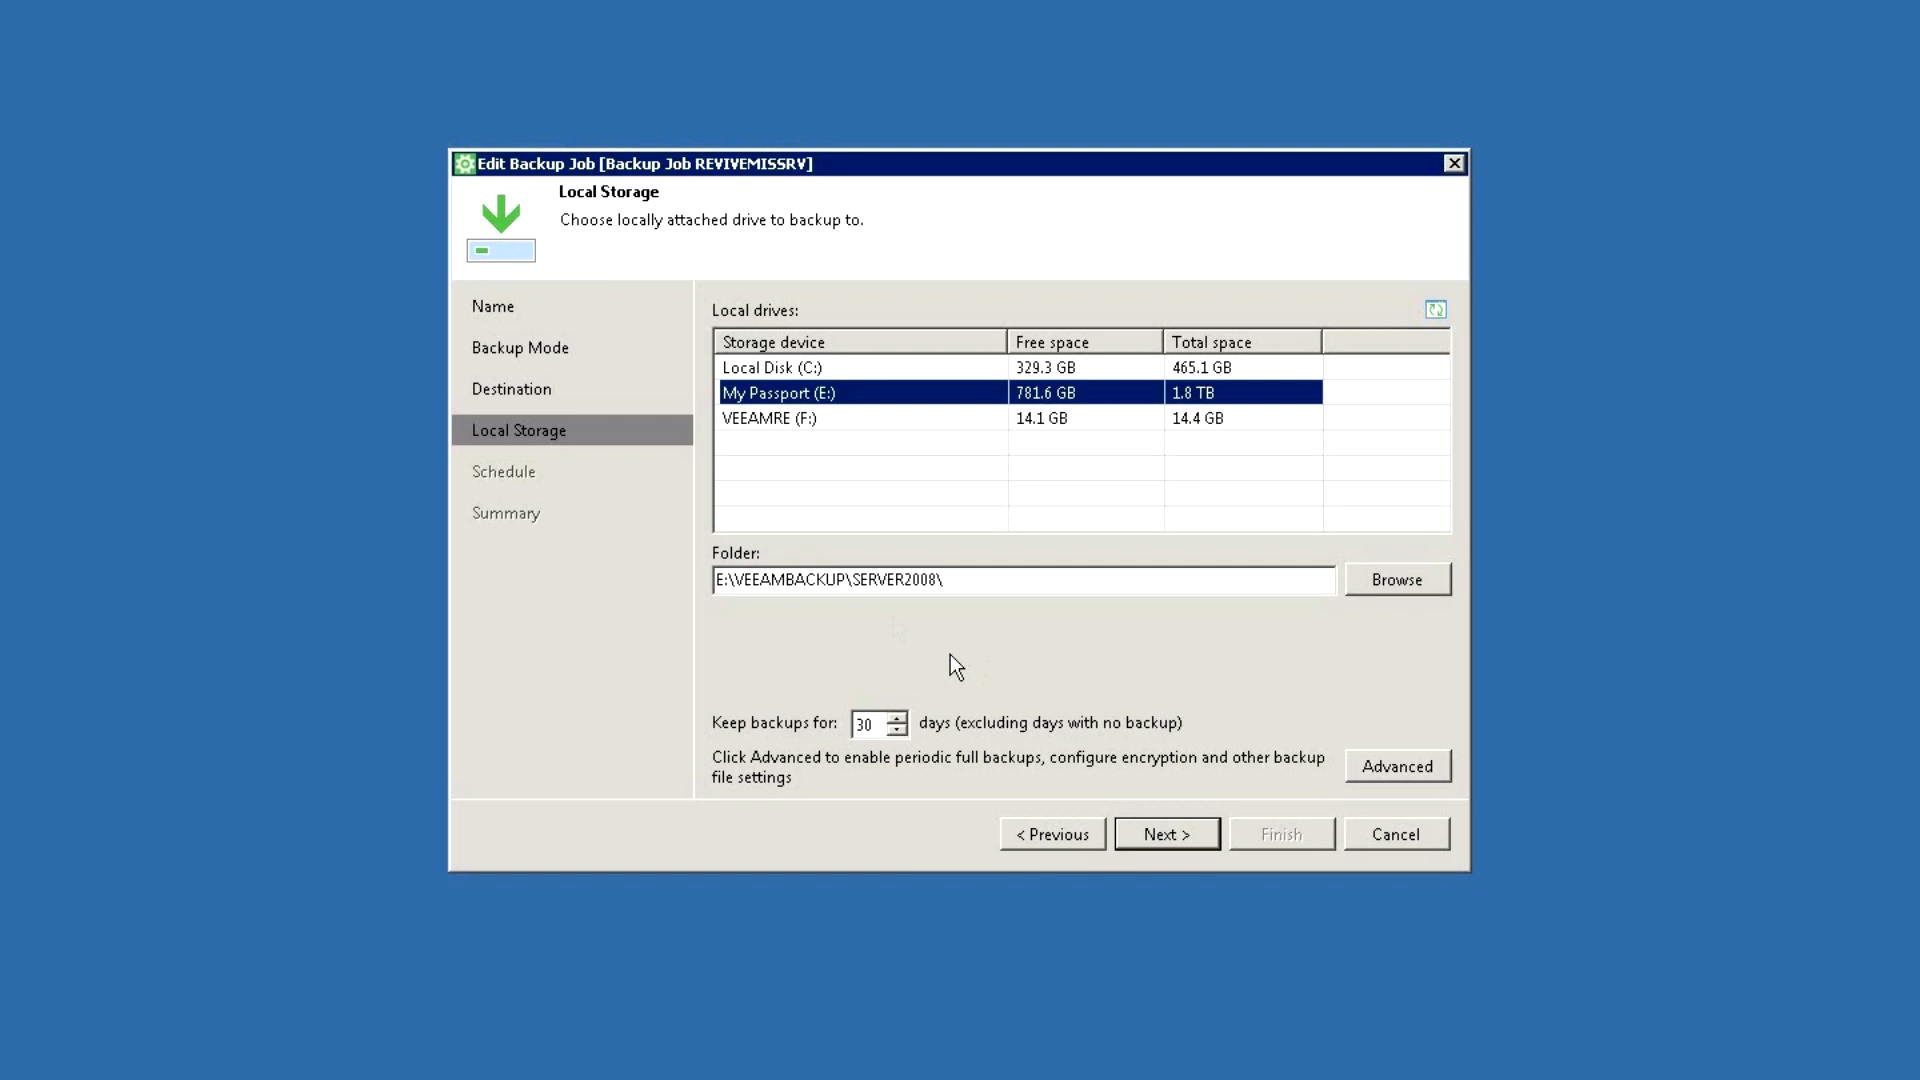 Edit Backup Job [Backup Job REVIVEMISSRV]
Local Storage
Choose locally attached drive to backup to.
Name
Backup Mode
Destination
Local Storage
Schedule
Summary
Local drives:
Storage device Free space Total space
Local Disk (C:) 329.3 GB 465.1 GB
My Passport (E:) 781.6 GB 1.8 TB
VEEAMRE (F:) 14.1 GB 14.4 GB
Folder:
E:\VEEAMBACKUP\SERVER2008\ Browse
Keep backups for: 30 days (excluding days with no backup)
Click Advanced to enable periodic full backups, configure encryption and other backup
file settings
Advanced
< Previous Next > Finish Cancel